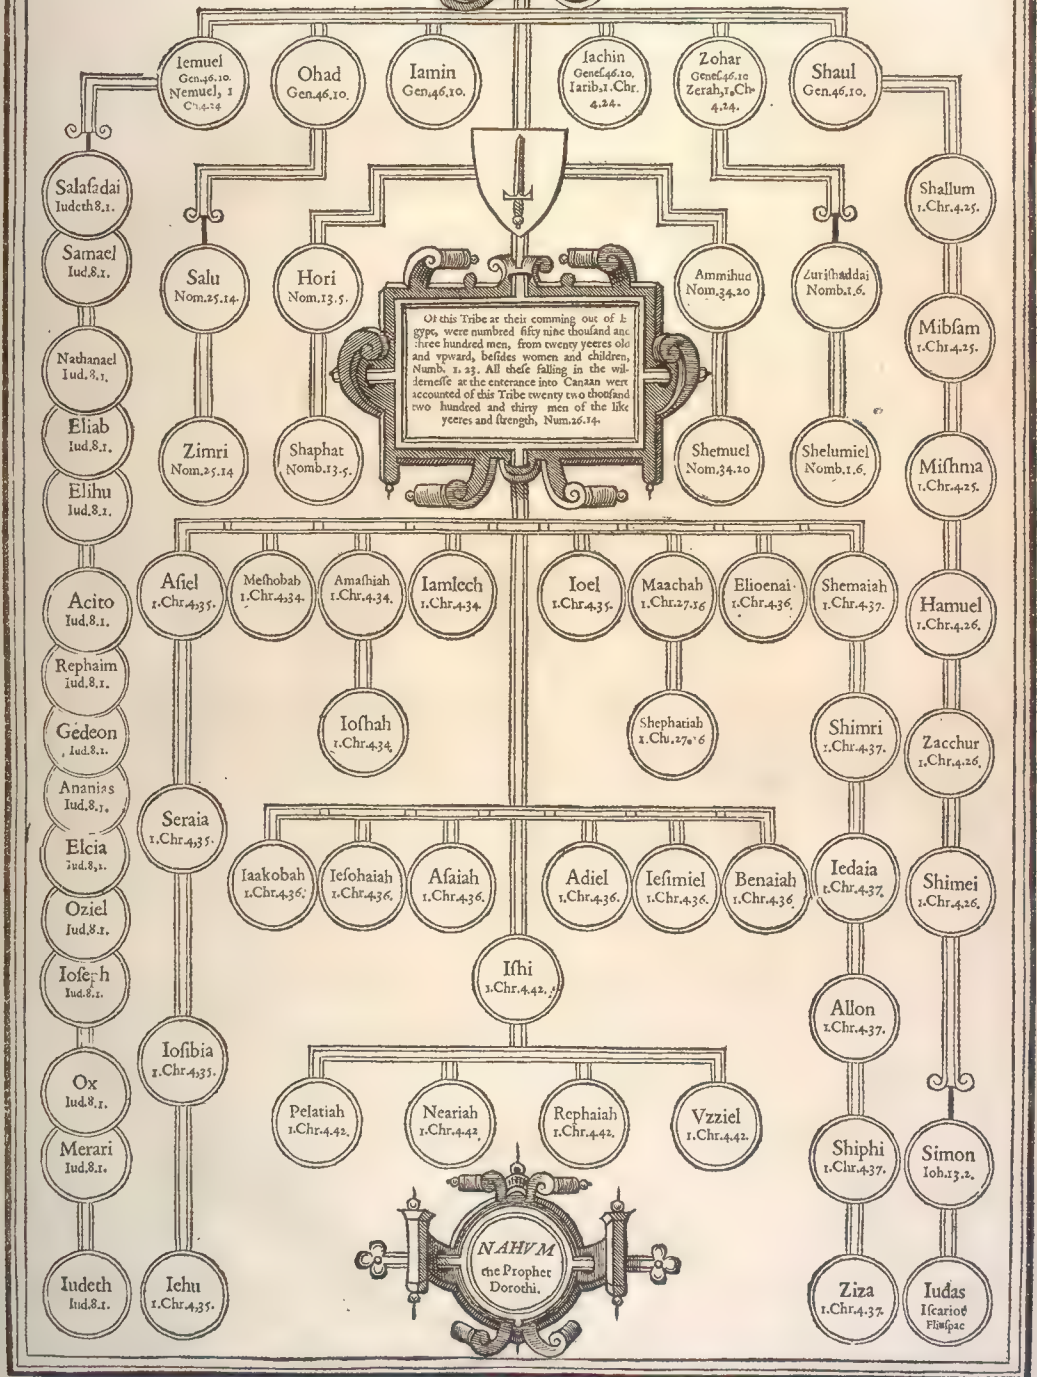 Iemuel
Gen.46.10.
Nemuel, 1
Ch.4.24
Ohad
Gen.46.10.
Iamin
Gen.46.10.
Iachin
Geneſ.46.10.
Iarib,1.Chr.
4.24.
Zohar
Geneſ.46.10
Zerah,1.Ch.
4.24.
Shaul
Gen.46.10.
Salaſadai
Iudeth 8.1.
Samael
Iud.8.1.
Nathanael
Iud.8.1.
Eliab
Iud.8.1.
Elihu
Iud.8.1.
Acito
Iud.8.1.
Rephaim
Iud.8.1.
Gedeon
Iud.8.1.
Ananias
Iud.8.1.
Elcia
Iud.8,1.
Oziel
Iud.8.1.
Ioſeph
Iud.8.1.
Ox
Iud.8.1.
Merari
Iud.8.1.
Iudeth
Iud.8.1.
Salu
Nom.25.14.
Zimri
Nom.25.14
Hori
Nom.13.5.
Shaphat
Nomb.13.5.
Of this Tribe at their comming out of E-
gypt, were numbred fifty nine thouſand and
three hundred men, from twenty yeeres old
and vpward, beſides women and children,
Numb. 1. 23. All theſe falling in the wil-
derneſſe at the enterance into Canaan were
accounted of this Tribe twenty two thouſand
two hundred and thirty men of the like
yeeres and ſtrength, Num.26.14.
Ammihud
Nom.34.20
Shemuel
Nom.34.20
Zuriſhaddai
Nomb.1.6.
Shelumiel
Nomb.1.6.
Shallum
1.Chr.4.25.
Mibſam
1.Chr.4.25.
Miſhma
1.Chr.4.25.
Hamuel
1.Chr.4.26.
Zacchur
1.Chr.4.26.
Shimei
1.Chr.4.26.
Simon
Ioh.13.2.
Iudas
Iſcariot
Aſiel
1.Chr.4,35.
Meſhobah
1.Chr.4,34.
Amaſhiah
1.Chr.4.34.
Iamlech
1.Chr.4.34.
Ioel
1.Chr.4.35.
Maachah
1.Chr.27.16
Elioenai.
1.Chr.4.36.
Shemaiah
1.Chr.4.37.
Ioſhah
1.Chr.4.34.
Shephatiah
1.Ch.27.16
Shimri
1.Chr.4.37.
Seraia
1.Chr.4,35.
Iaakobah
1.Chr.4.36.
Ieſohaiah
1.Chr.4.36.
Aſaiah
1.Chr.4.36.
Adiel
1.Chr.4.36.
Ieſimiel
1.Chr.4.36.
Benaiah
1.Chr.4.36.
Iedaia
1.Chr.4.37.
Iſhi
1.Chr.4.42.
Allon
1.Chr.4.37.
Ioſibia
1.Chr.4,35.
Pelatiah
1.Chr.4.42.
Neariah
1.Chr.4.42.
Rephaiah
1.Chr.4.42.
Vzziel
1.Chr.4.42.
Shiphi
1.Chr.4.37.
Iehu
1.Chr.4,35.
NAHVM
the Prophet
Dorothi.
Ziza
1.Chr.4.37.